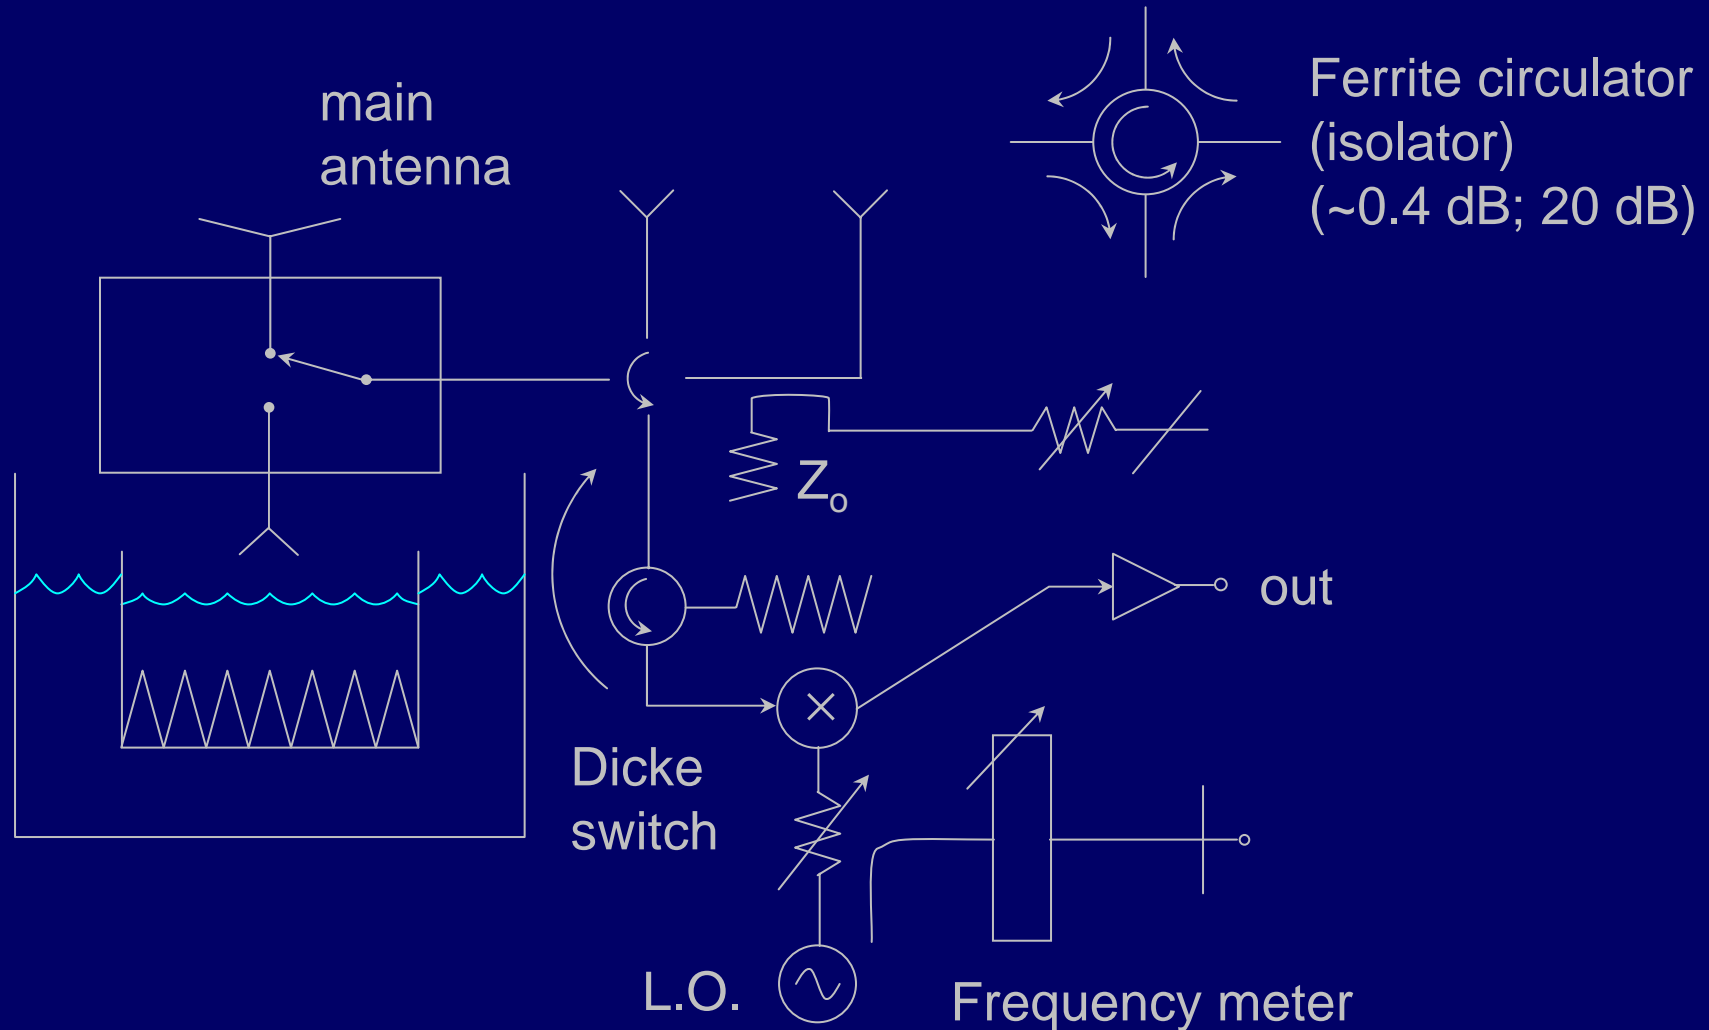 main
antenna
Ferrite circulator
(isolator)
(~0.4 dB; 20 dB)
Zo
out
Dicke
switch
L.O.
Frequency meter